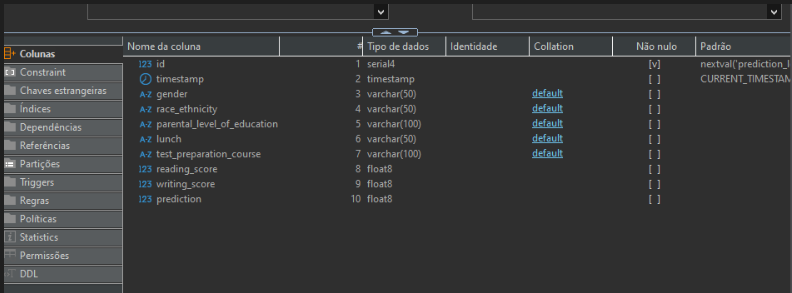 Nome da coluna # Tipo de dados Identidade Collation Não nulo Padrão
Colunas
Constraint
Chaves estrangeiras
Índices
Dependências
Referências
Partições
Triggers
Regras
Políticas
Statistics
Permissões
DDL
123 id 1 serial4 [v] nextval('prediction_l
timestamp 2 timestamp [ ] CURRENT_TIMESTAM
A-Z gender 3 varchar(50) default [ ]
A-Z race_ethnicity 4 varchar(50) default [ ]
A-Z parental_level_of_education 5 varchar(100) default [ ]
A-Z lunch 6 varchar(50) default [ ]
A-Z test_preparation_course 7 varchar(100) default [ ]
123 reading_score 8 float8 [ ]
123 writing_score 9 float8 [ ]
123 prediction 10 float8 [ ]